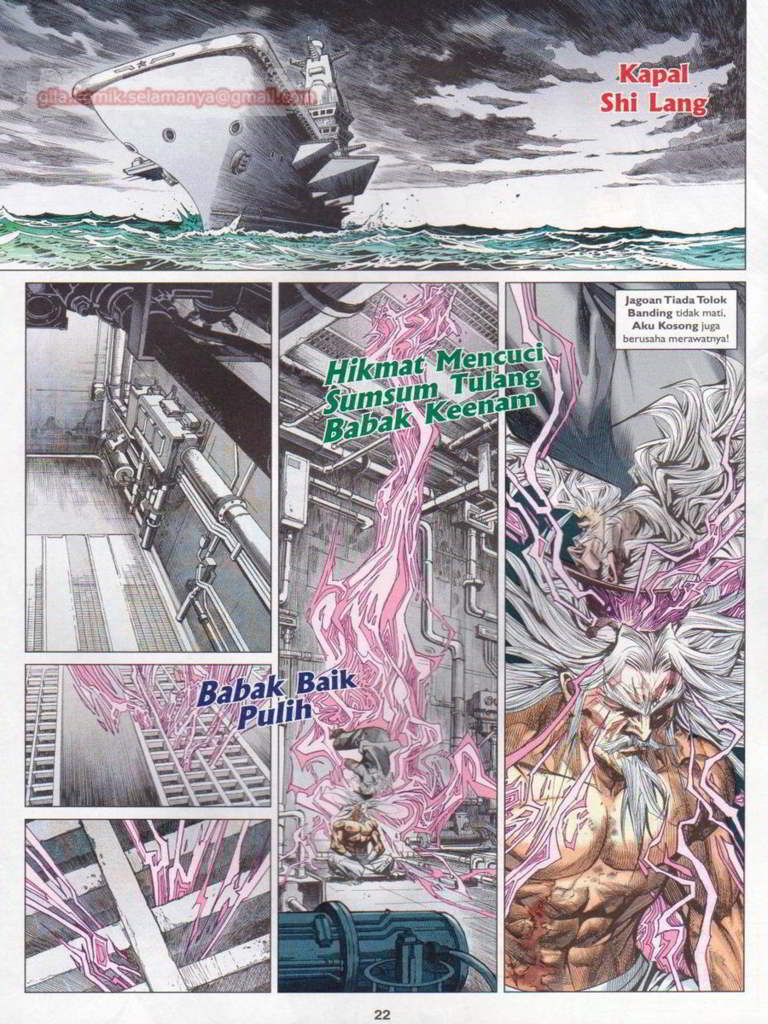 gila.komik.selamanya@gmail.com
Kapal
Shi Lang
Jagoan Tiada Tolok
Banding tidak mati,
Aku Kosong juga
berusaha merawatnya!
Hikmat Mencuci
Sumsum Tulang
Babak Keenam
Babak Baik
Pulih
22